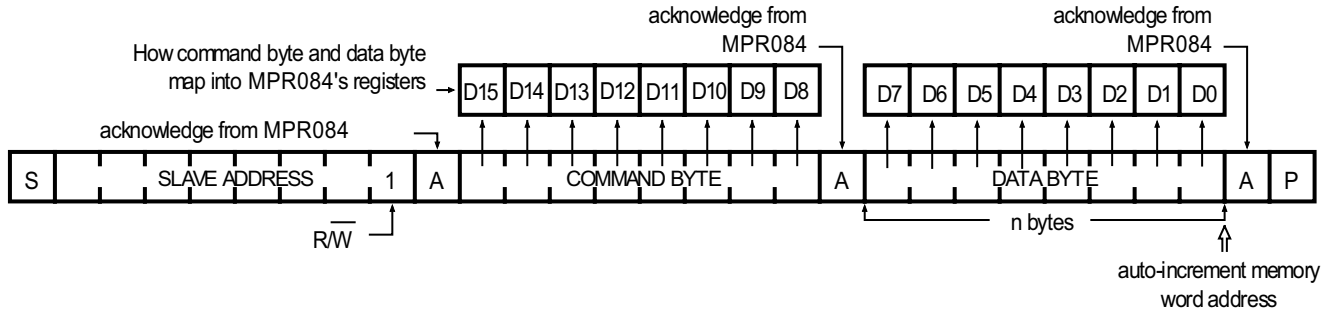 acknowledge from
MPR084
acknowledge from
MPR084
How command byte and data byte
map into MPR084's registers
D15 D14 D13 D12 D11 D10 D9 D8
D7 D6 D5 D4 D3 D2 D1 D0
acknowledge from MPR084
S SLAVE ADDRESS 1 A COMMAND BYTE A DATA BYTE A P
R/W̅
n bytes
auto-increment memory
word address